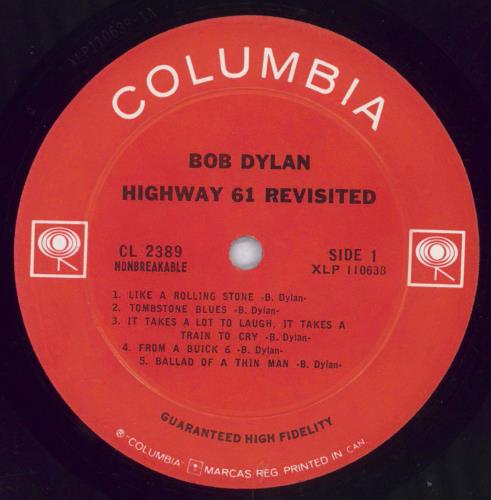 XLP110638-1A
COLUMBIA
BOB DYLAN
HIGHWAY 61 REVISITED
CL 2389
NONBREAKABLE
SIDE 1
XLP 110638
1. LIKE A ROLLING STONE -B. Dylan-
2. TOMBSTONE BLUES -B. Dylan-
3. IT TAKES A LOT TO LAUGH, IT TAKES A
TRAIN TO CRY -B. Dylan-
4. FROM A BUICK 6 -B. Dylan-
5. BALLAD OF A THIN MAN -B. Dylan-
GUARANTEED HIGH FIDELITY
℗ "COLUMBIA" MARCAS REG PRINTED IN CAN.